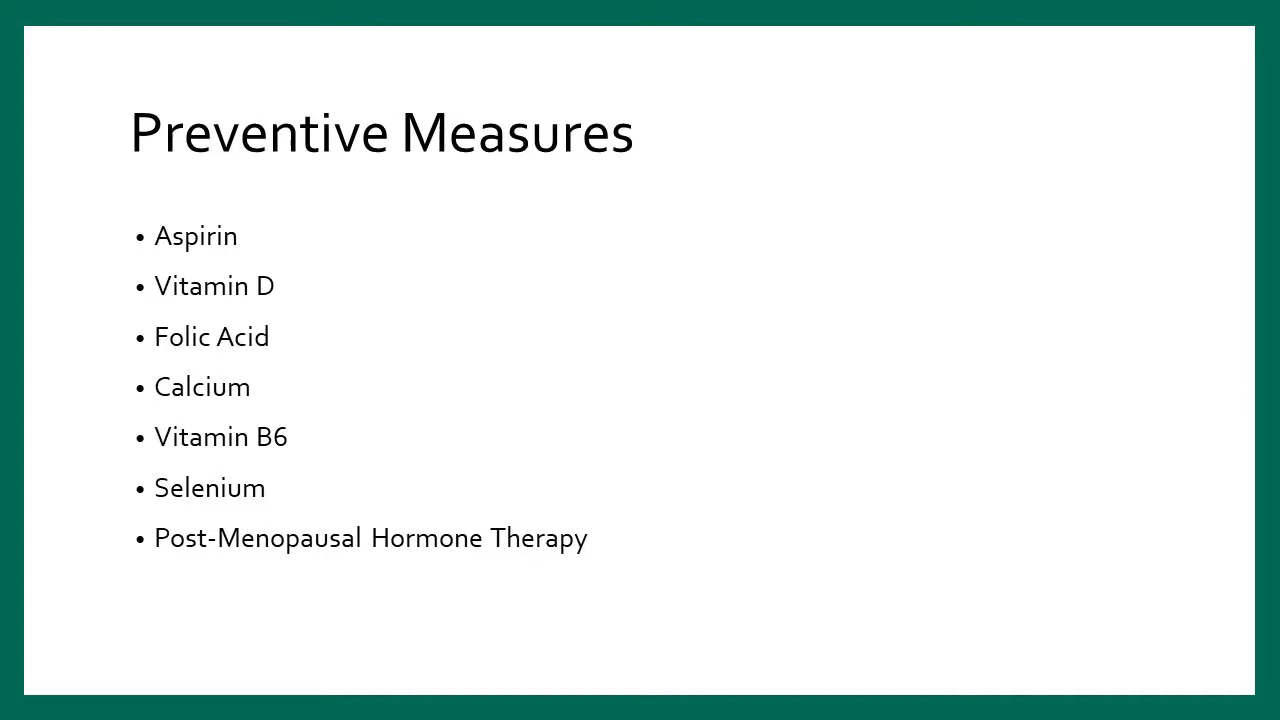 Preventive Measures
• Aspirin
• Vitamin D
• Folic Acid
• Calcium
• Vitamin B6
• Selenium
• Post-Menopausal Hormone Therapy